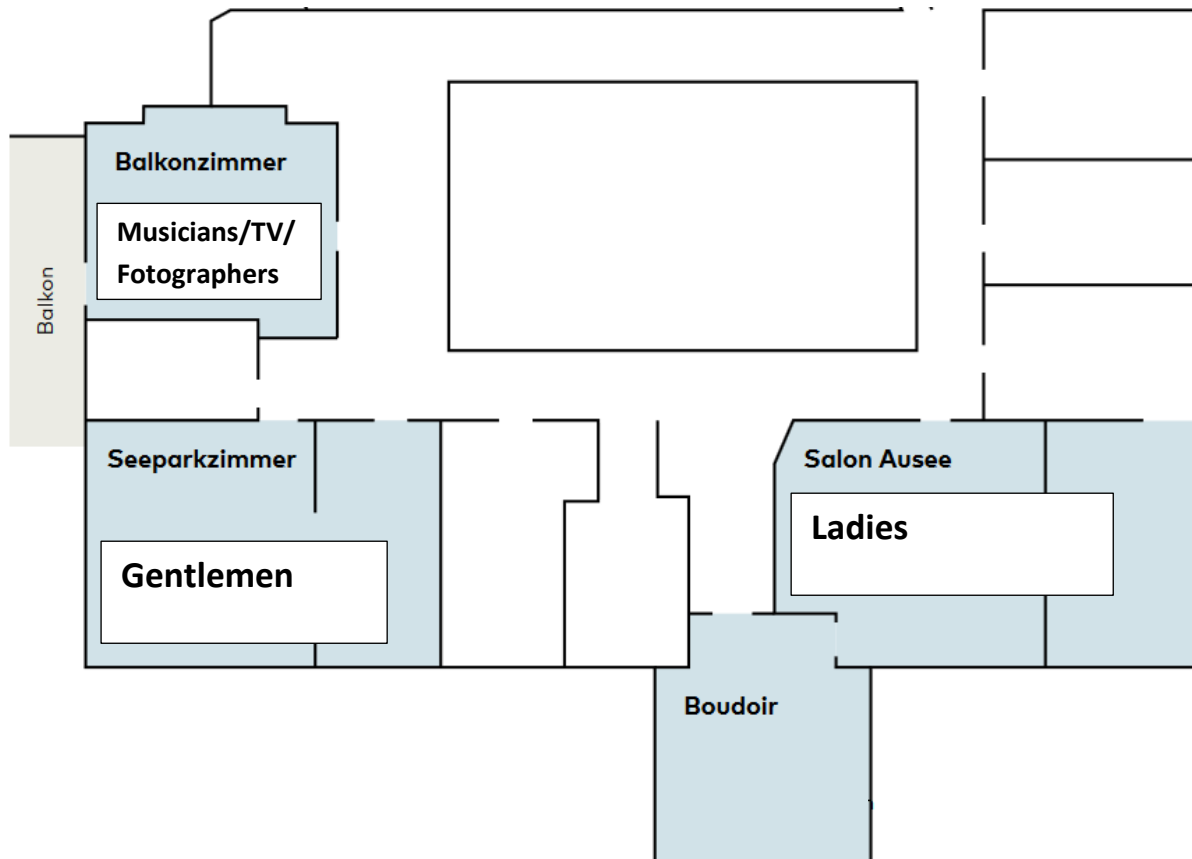 Balkonzimmer
Musicians/TV/
Fotographers
Balkon
Seeparkzimmer
Gentlemen
Salon Ausee
Ladies
Boudoir